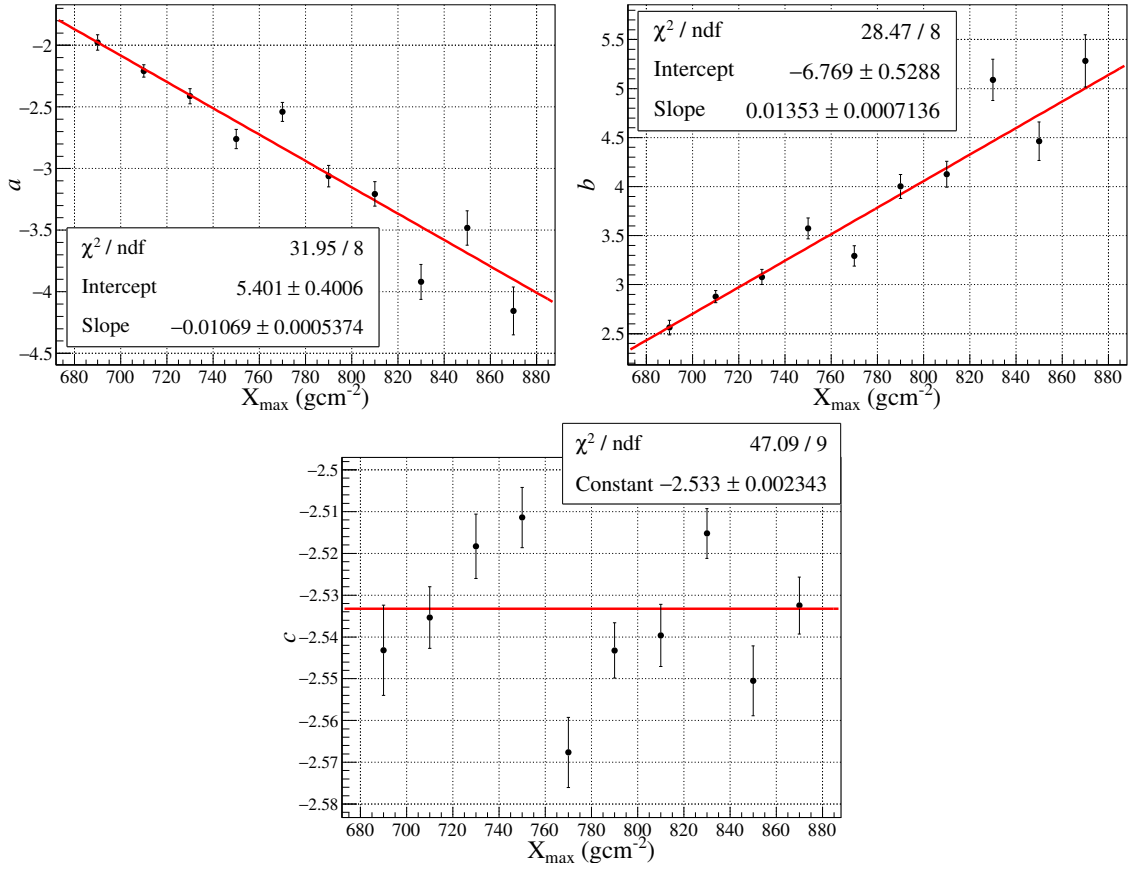 −2
−2.5
−3
−3.5
−4
−4.5
a
χ² / ndf 31.95 / 8
Intercept 5.401 ± 0.4006
Slope −0.01069 ± 0.0005374
680 700 720 740 760 780 800 820 840 860 880
X_max (gcm⁻²)
5.5
5
4.5
4
3.5
3
2.5
b
χ² / ndf 28.47 / 8
Intercept −6.769 ± 0.5288
Slope 0.01353 ± 0.0007136
680 700 720 740 760 780 800 820 840 860 880
X_max (gcm⁻²)
χ² / ndf 47.09 / 9
Constant −2.533 ± 0.002343
−2.5
−2.51
−2.52
−2.53
−2.54
−2.55
−2.56
−2.57
−2.58
c
680 700 720 740 760 780 800 820 840 860 880
X_max (gcm⁻²)